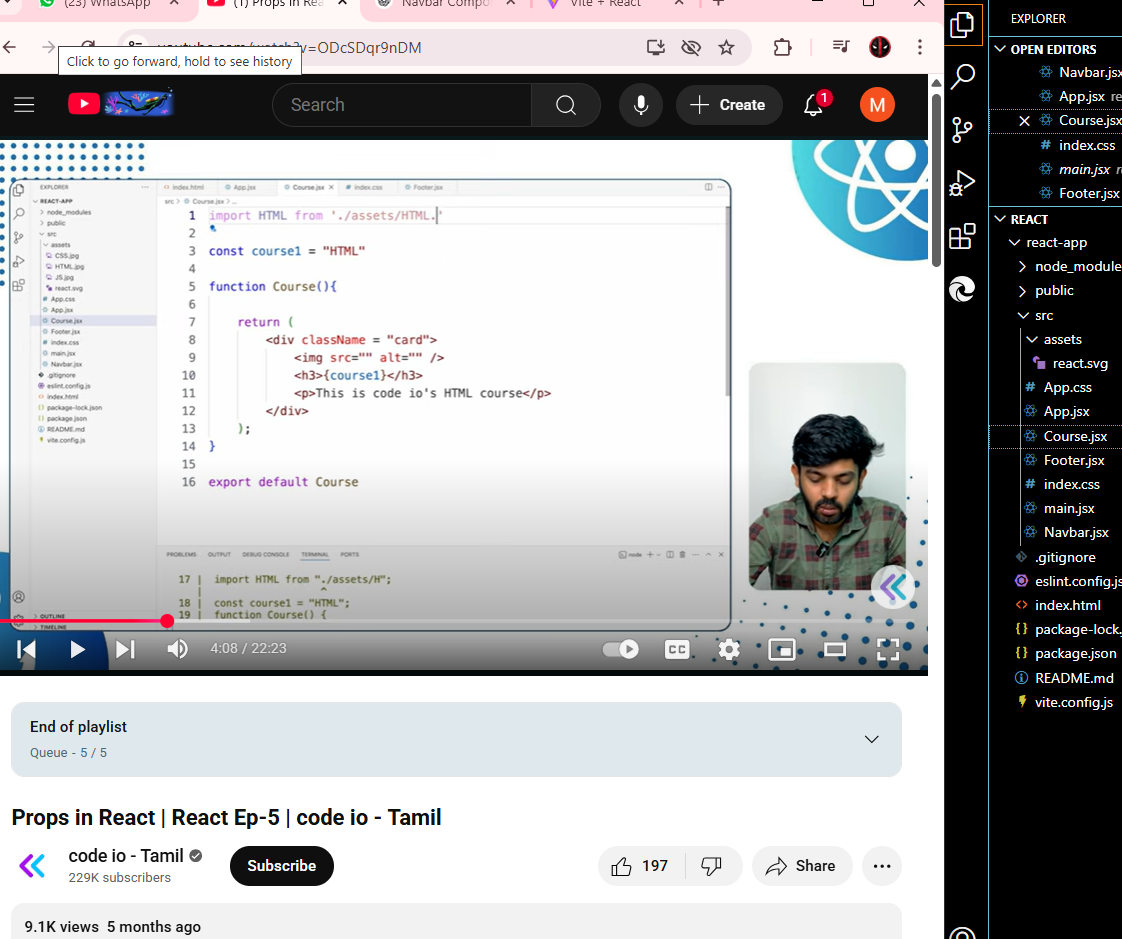 (23) WhatsApp
(1) Props in Rea
Navbar Compo
Vite + React
v=ODcSDqr9nDM
Click to go forward, hold to see history
Search
Create
1
M
EXPLORER
REACT-APP
node_modules
public
src
assets
CSS.jpg
HTML.jpg
JS.jpg
react.svg
App.css
App.jsx
Course.jsx
Footer.jsx
index.css
main.jsx
Navbar.jsx
.gitignore
eslint.config.js
index.html
package-lock.json
package.json
README.md
vite.config.js
OUTLINE
TIMELINE
index.html App.jsx Course.jsx index.css Footer.jsx
src > Course.jsx > ...
1 import HTML from './assets/HTML.'
2
3 const course1 = "HTML"
4
5 function Course(){
6
7 return (
8 <div className = "card">
9 <img src="" alt="" />
10 <h3>{course1}</h3>
11 <p>This is code io's HTML course</p>
12 </div>
13 );
14 }
15
16 export default Course
PROBLEMS OUTPUT DEBUG CONSOLE TERMINAL PORTS
node
17 | import HTML from "./assets/H";
| ^
18 | const course1 = "HTML";
19 | function Course() {
4:08 / 22:23
CC
End of playlist
Queue - 5 / 5
Props in React | React Ep-5 | code io - Tamil
code io - Tamil
229K subscribers
Subscribe
197
Share
9.1K views 5 months ago
EXPLORER
OPEN EDITORS
Navbar.jsx
App.jsx re
Course.jsx
index.css
main.jsx r
Footer.jsx
REACT
react-app
node_module
public
src
assets
react.svg
App.css
App.jsx
Course.jsx
Footer.jsx
index.css
main.jsx
Navbar.jsx
.gitignore
eslint.config.js
index.html
package-lock.
package.json
README.md
vite.config.js